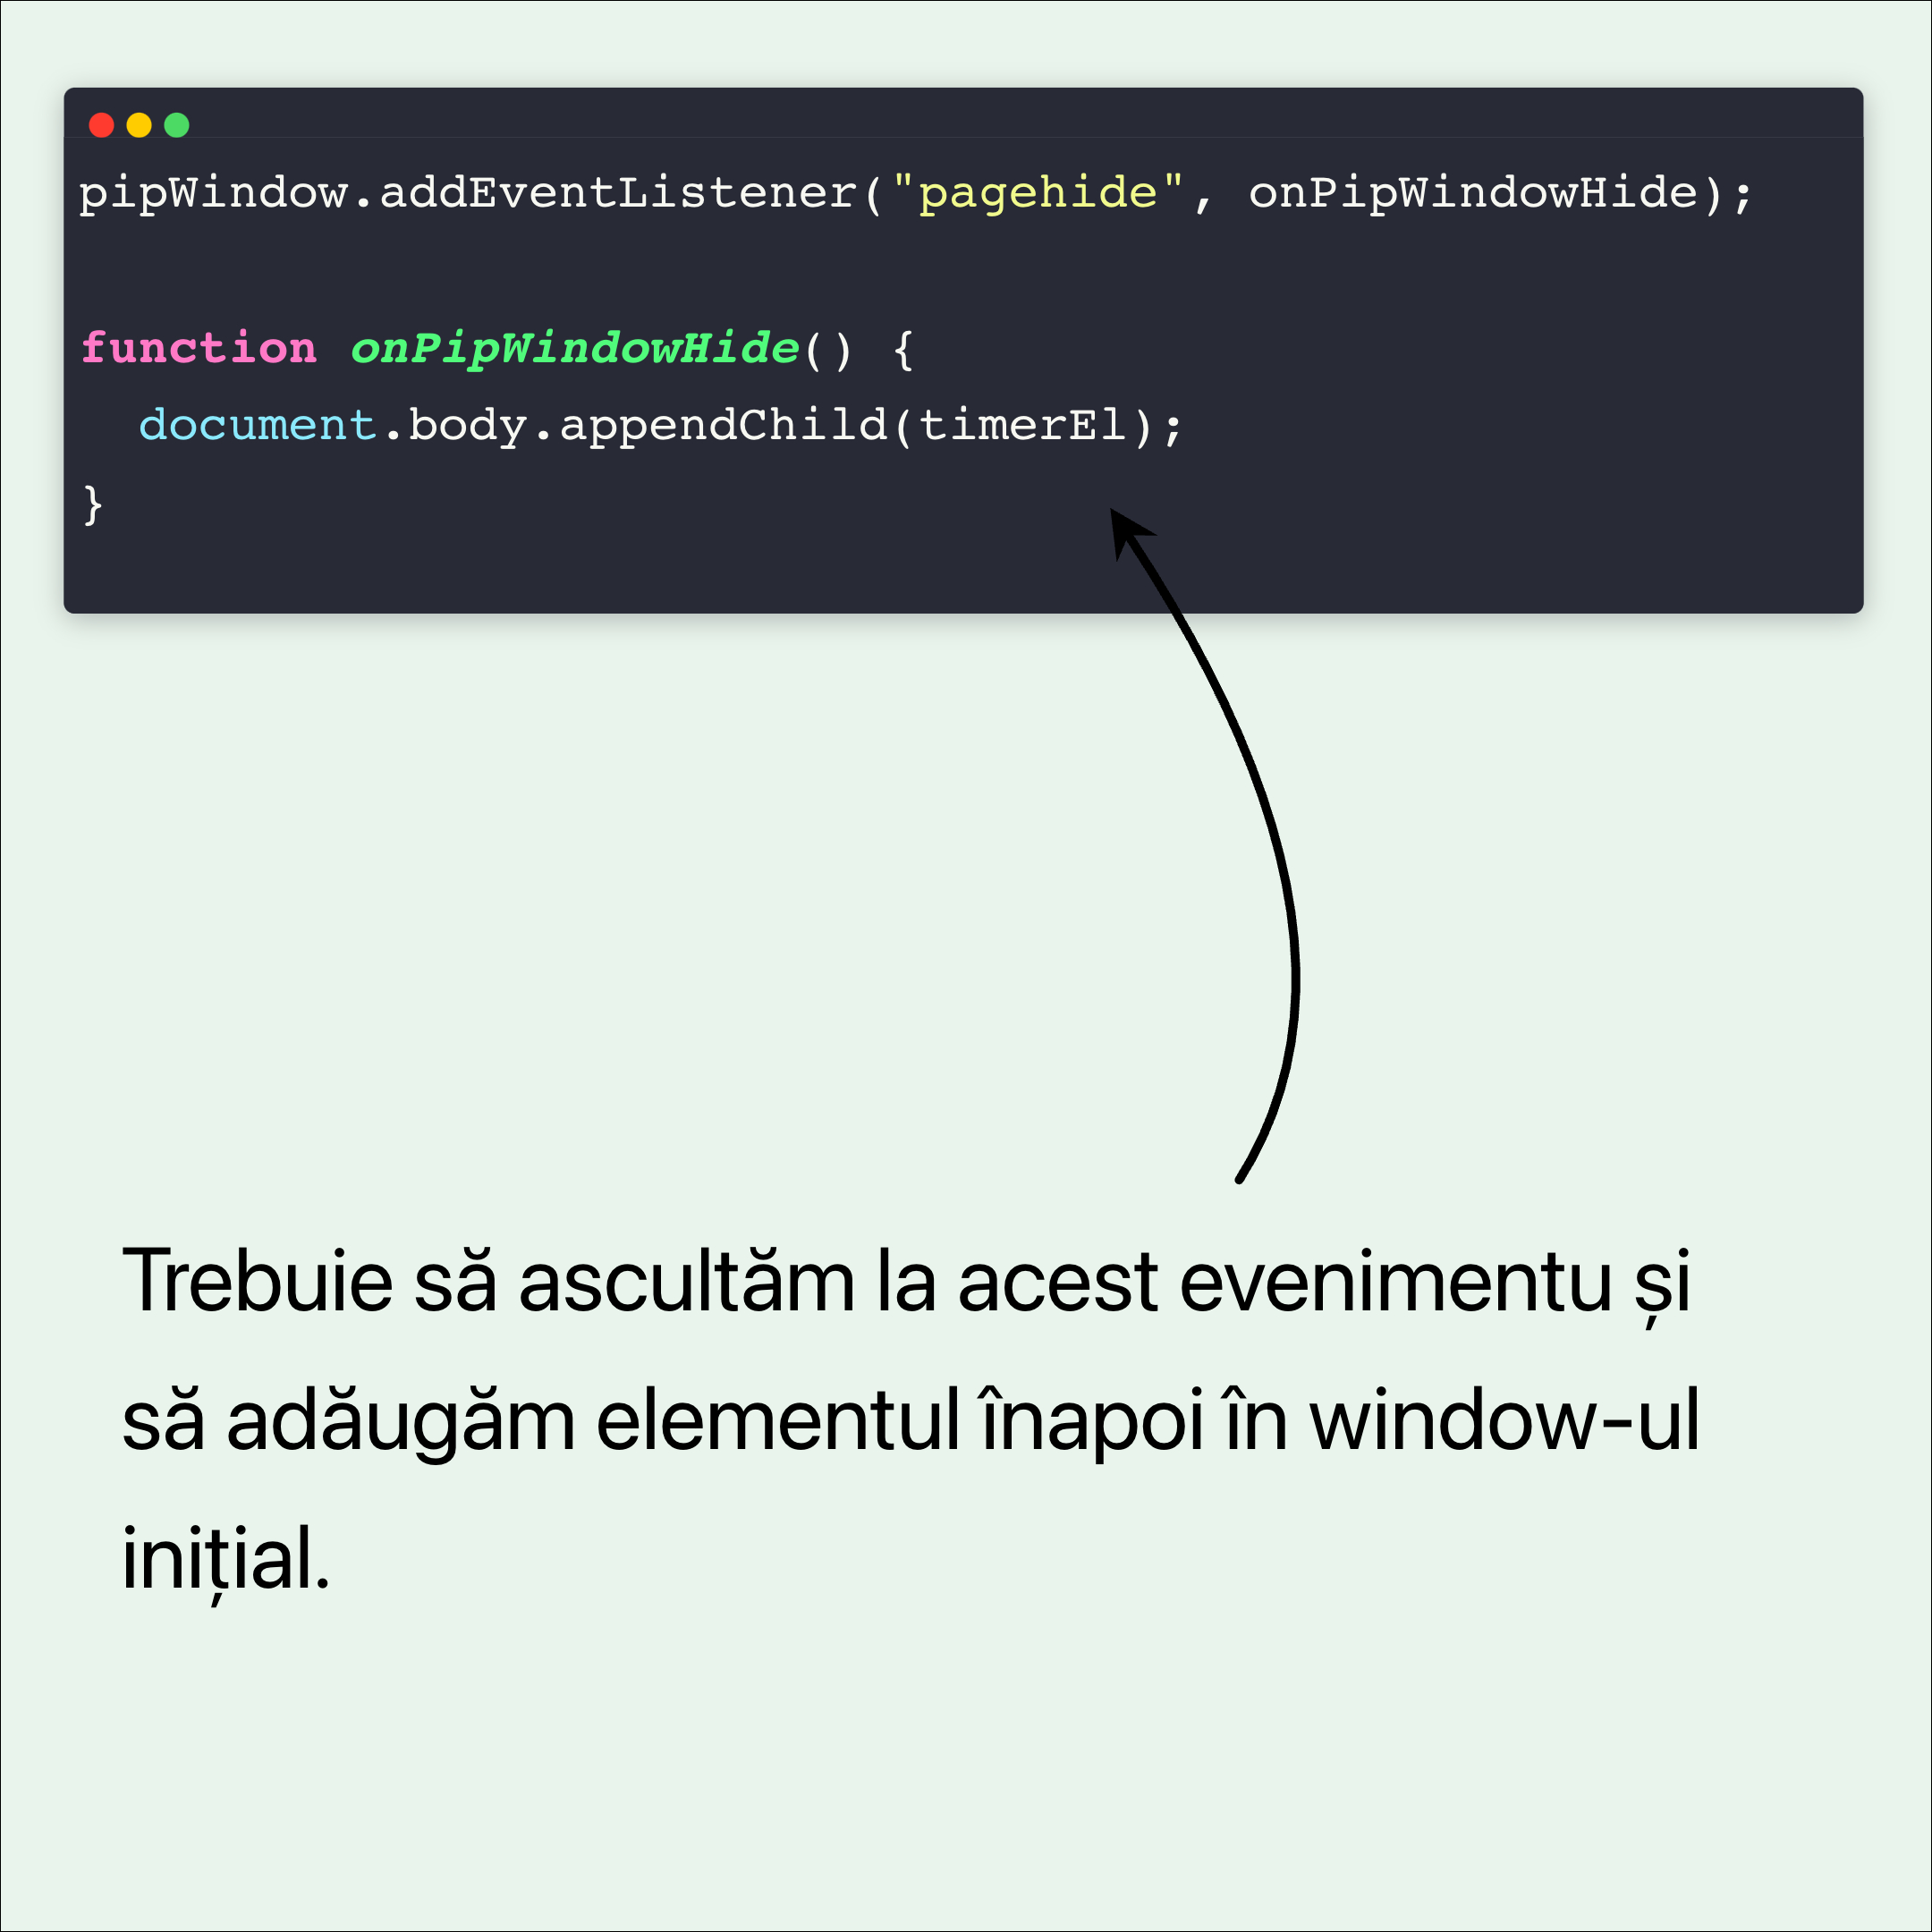 pipWindow.addEventListener("pagehide", onPipWindowHide);
function onPipWindowHide() {
  document.body.appendChild(timerEl);
}
Trebuie să ascultăm la acest evenimentu și
să adăugăm elementul înapoi în window-ul
inițial.